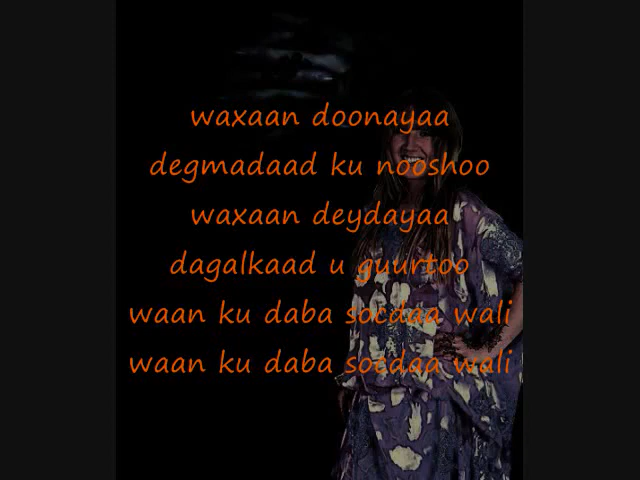 waxaan doonayaa
degmadaad ku nooshoo
waxaan deydayaa
dagalkaad u guurtoo
waan ku daba socdaa wali
waan ku daba socdaa wali